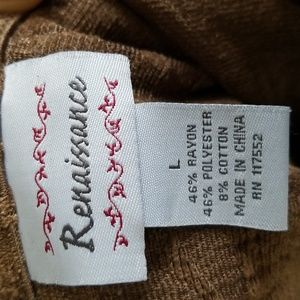 Renaissance
L
46% RAYON
46% POLYESTER
8% COTTON
MADE IN CHINA
RN 117552